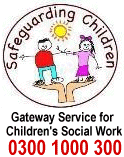 Safeguarding Children
Gateway Service for
Children's Social Work
0300 1000 300